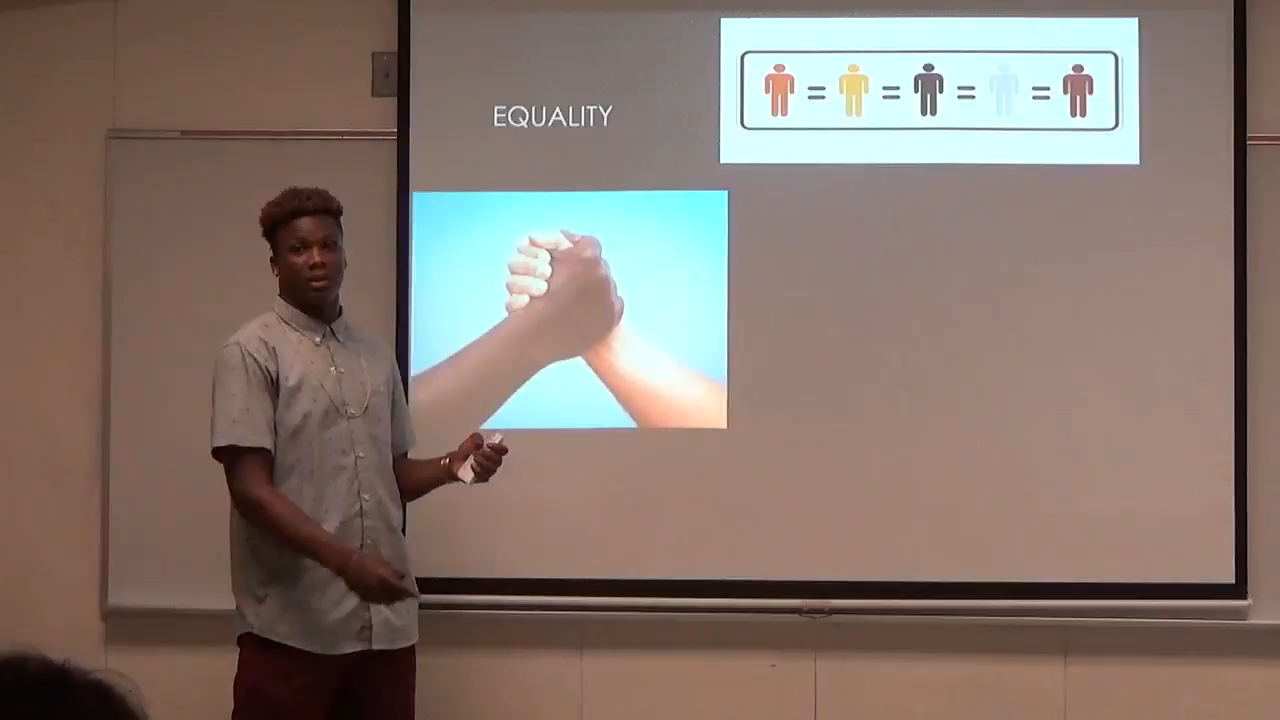 EQUALITY
= = = =